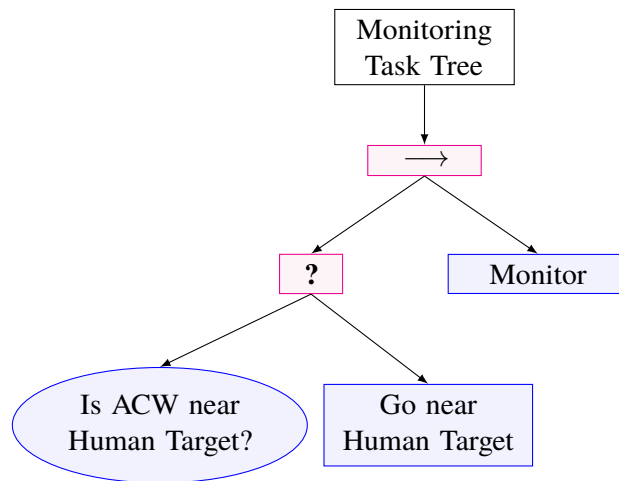 Monitoring
Task Tree
⟶
?
Monitor
Is ACW near
Human Target?
Go near
Human Target